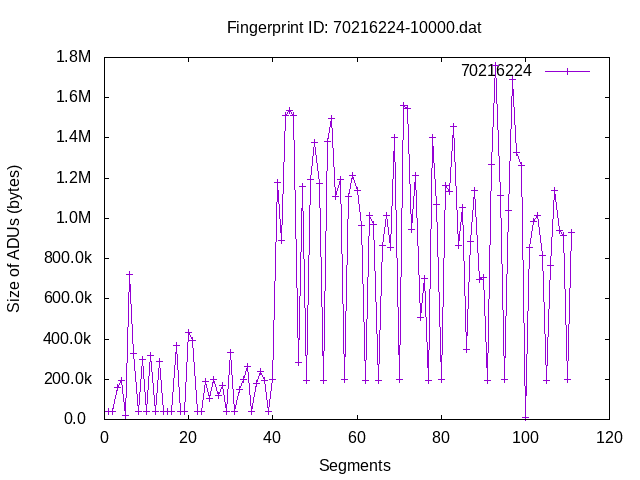 Fingerprint ID: 70216224-10000.dat
70216224
1.8M
1.6M
1.4M
1.2M
1.0M
800.0k
600.0k
400.0k
200.0k
0.0
Size of ADUs (bytes)
0 20 40 60 80 100 120
Segments